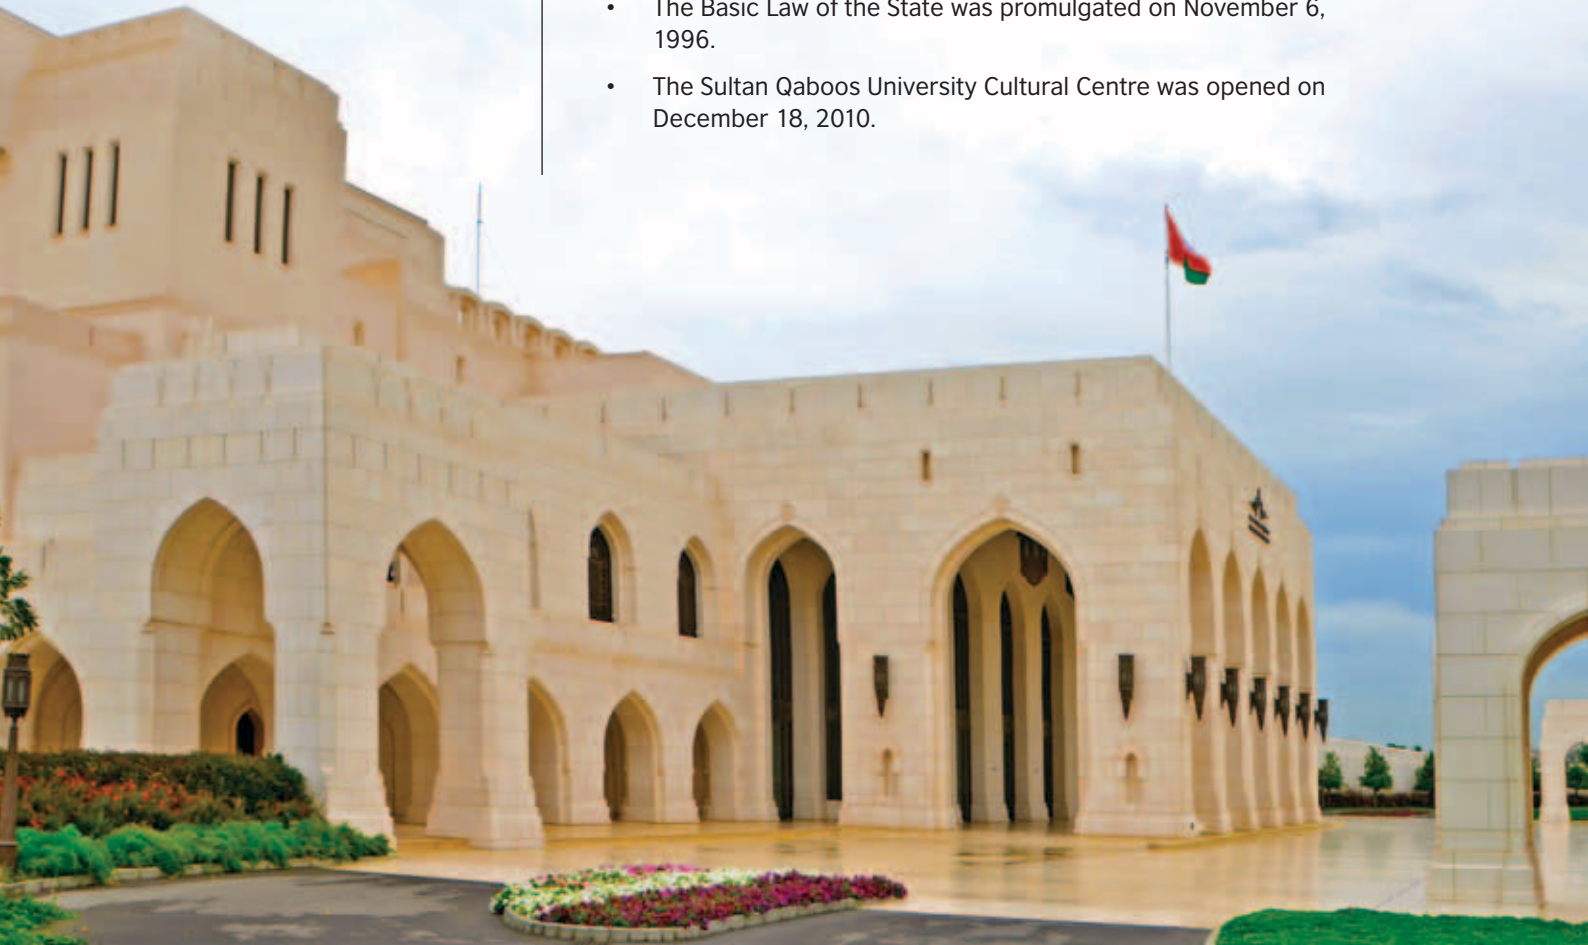 • The Basic Law of the State was promulgated on November 6,
1996.
• The Sultan Qaboos University Cultural Centre was opened on
December 18, 2010.